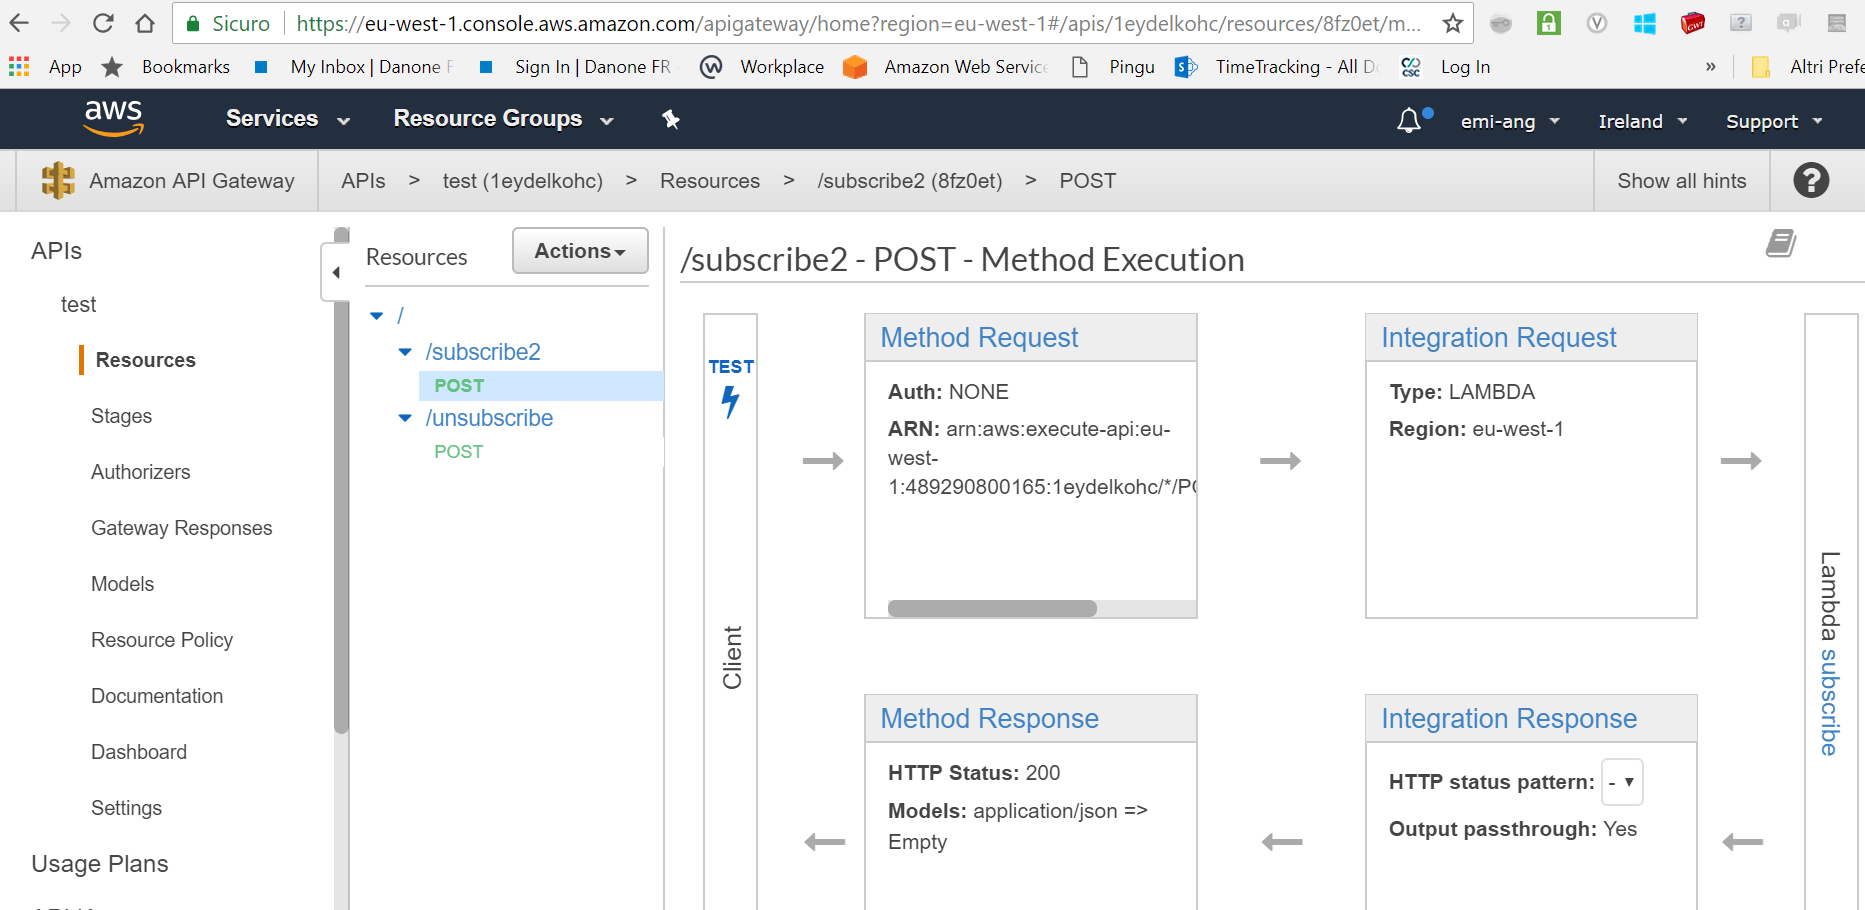 Sicuro https://eu-west-1.console.aws.amazon.com/apigateway/home?region=eu-west-1#/apis/1eydelkohc/resources/8fz0et/m...
App Bookmarks My Inbox | Danone F Sign In | Danone FR Workplace Amazon Web Service Pingu TimeTracking - All D Log In » Altri Prefe
aws Services Resource Groups emi-ang Ireland Support
Amazon API Gateway APIs > test (1eydelkohc) > Resources > /subscribe2 (8fz0et) > POST Show all hints ?
APIs
test
Resources
Stages
Authorizers
Gateway Responses
Models
Resource Policy
Documentation
Dashboard
Settings
Usage Plans
Resources Actions
/
/subscribe2
POST
/unsubscribe
POST
/subscribe2 - POST - Method Execution
TEST
Client
Method Request
Auth: NONE
ARN: arn:aws:execute-api:eu-
west-
1:489290800165:1eydelkohc/*/PO
Integration Request
Type: LAMBDA
Region: eu-west-1
Lambda subscribe
Method Response
HTTP Status: 200
Models: application/json =>
Empty
Integration Response
HTTP status pattern: -
Output passthrough: Yes